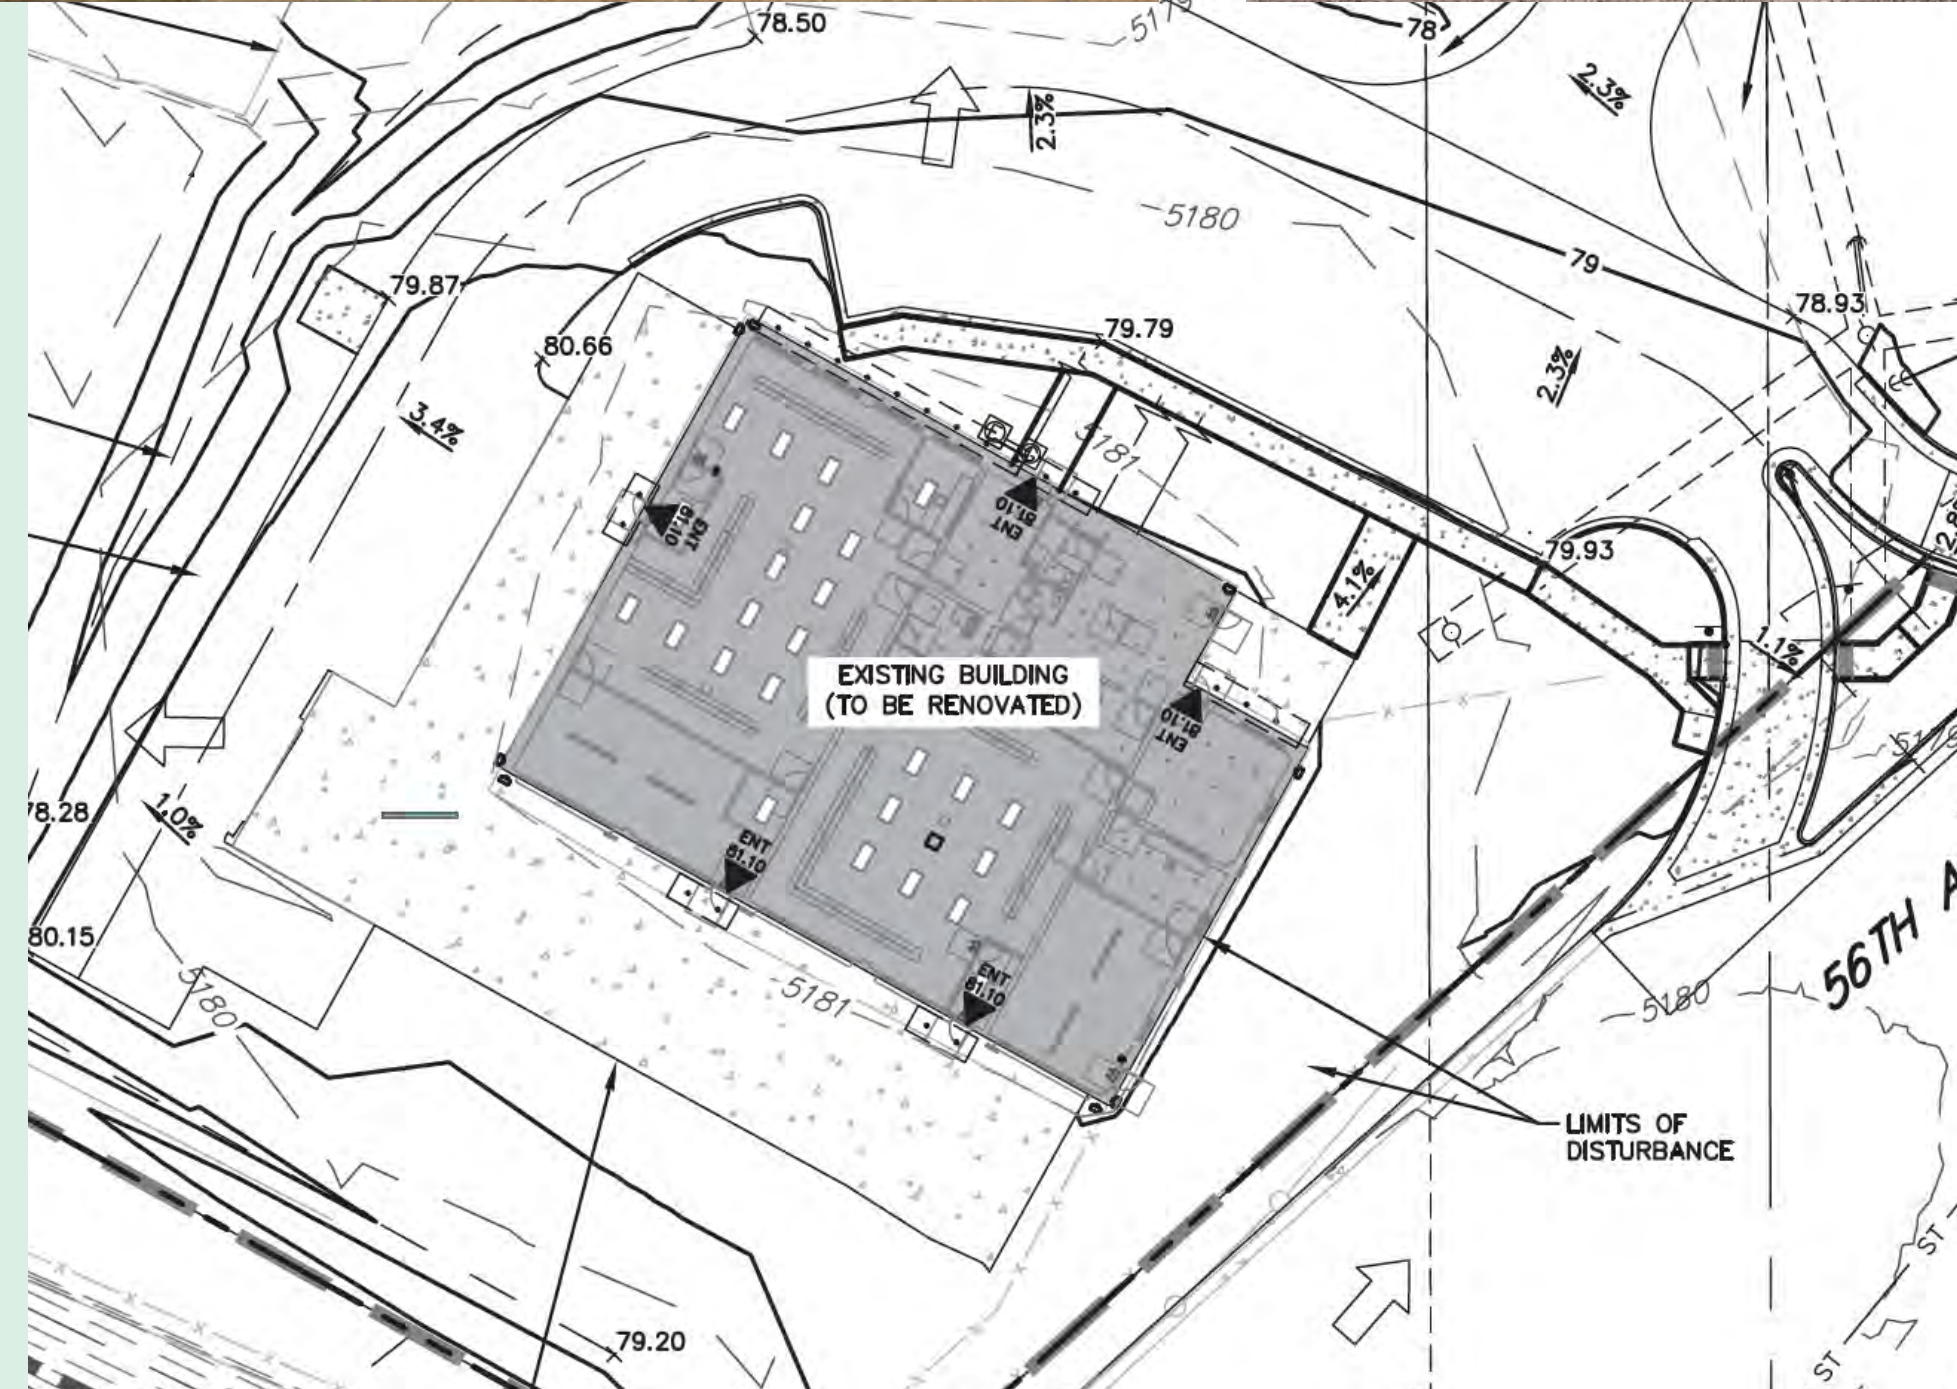 5179
78.50
78
2.3%
2.3%
5180
79
79.87
78.93
79.79
80.66
2.3%
3.4%
5181
ENT
81.10
ENT
81.10
79.93
4.1%
1.1%
EXISTING BUILDING
(TO BE RENOVATED)
ENT
81.10
78.28
1.0%
ENT
81.10
80.15
56TH
5180
ENT
81.10
5181
5180
LIMITS OF
DISTURBANCE
ST
79.20
ST